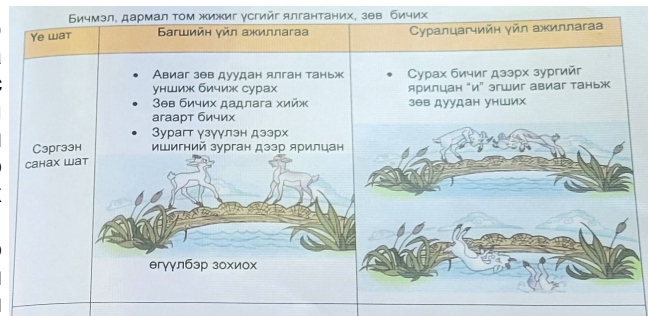 Бичмэл, дармал том жижиг үсгийг ялгантаних, зөв бичих
Үе шат
Багшийн үйл ажиллагаа
Суралцагчийн үйл ажиллагаа
Сэргээн
санах шат
• Авиаг зөв дуудан ялган таньж
уншиж бичиж сурах
• Зөв бичих дадлага хийж
агаарт бичих
• Зурагт үзүүлэн дээрх
ишигний зурган дээр ярилцан
өгүүлбэр зохиох
• Сурах бичиг дээрх зургийг
ярилцан "и" эгшиг авиаг таньж
зөв дуудан унших